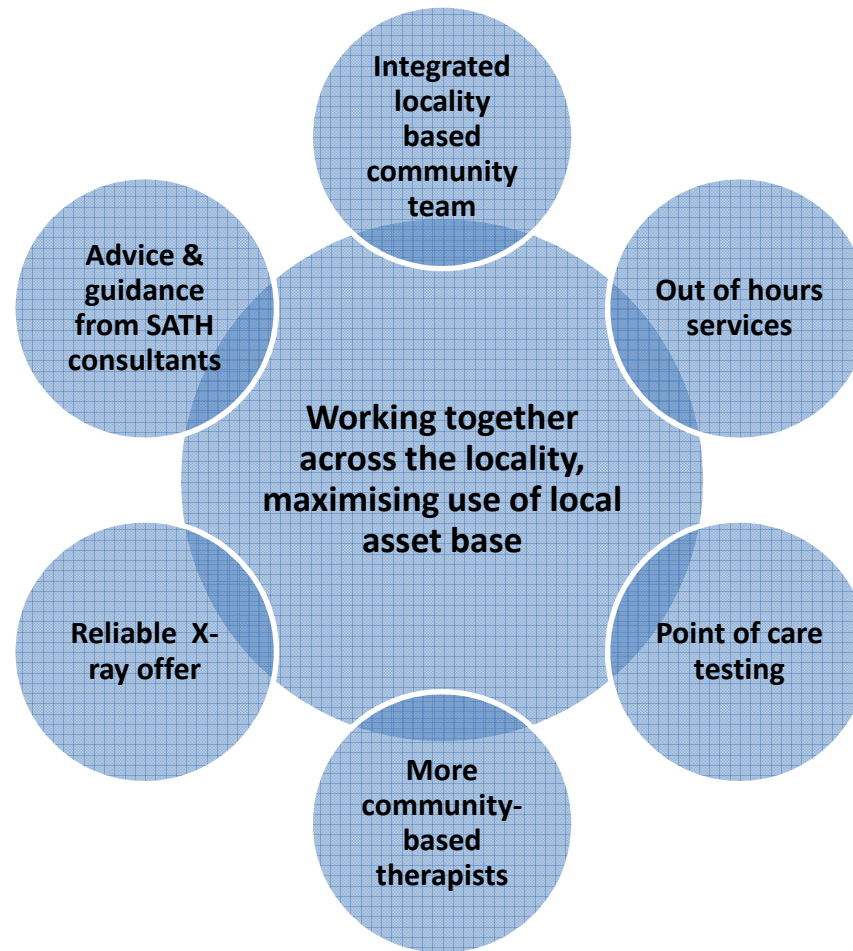 Integrated
locality
based
community
team
Advice &
guidance
from SATH
consultants
Out of hours
services
Working together
across the locality,
maximising use of local
asset base
Reliable X-
ray offer
Point of care
testing
More
community-
based
therapists